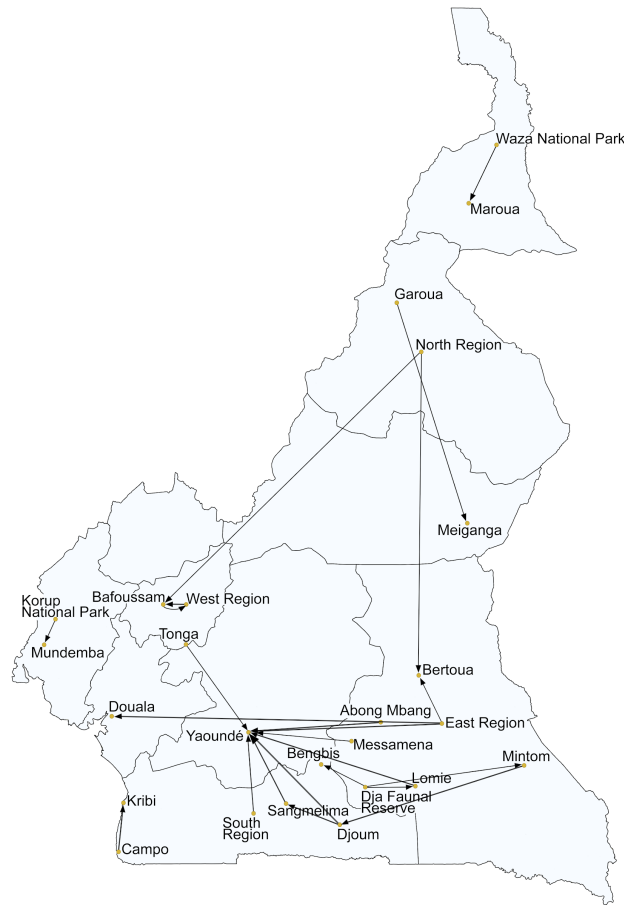 Waza National Park
Maroua
Garoua
North Region
Meiganga
Bafoussam
West Region
Korup
National Park
Mundemba
Tonga
Bertoua
Douala
Abong Mbang
East Region
Yaoundé
Messamena
Bengbis
Mintom
Lomie
Dja Faunal
Reserve
Kribi
Sangmelima
South
Region
Djoum
Campo